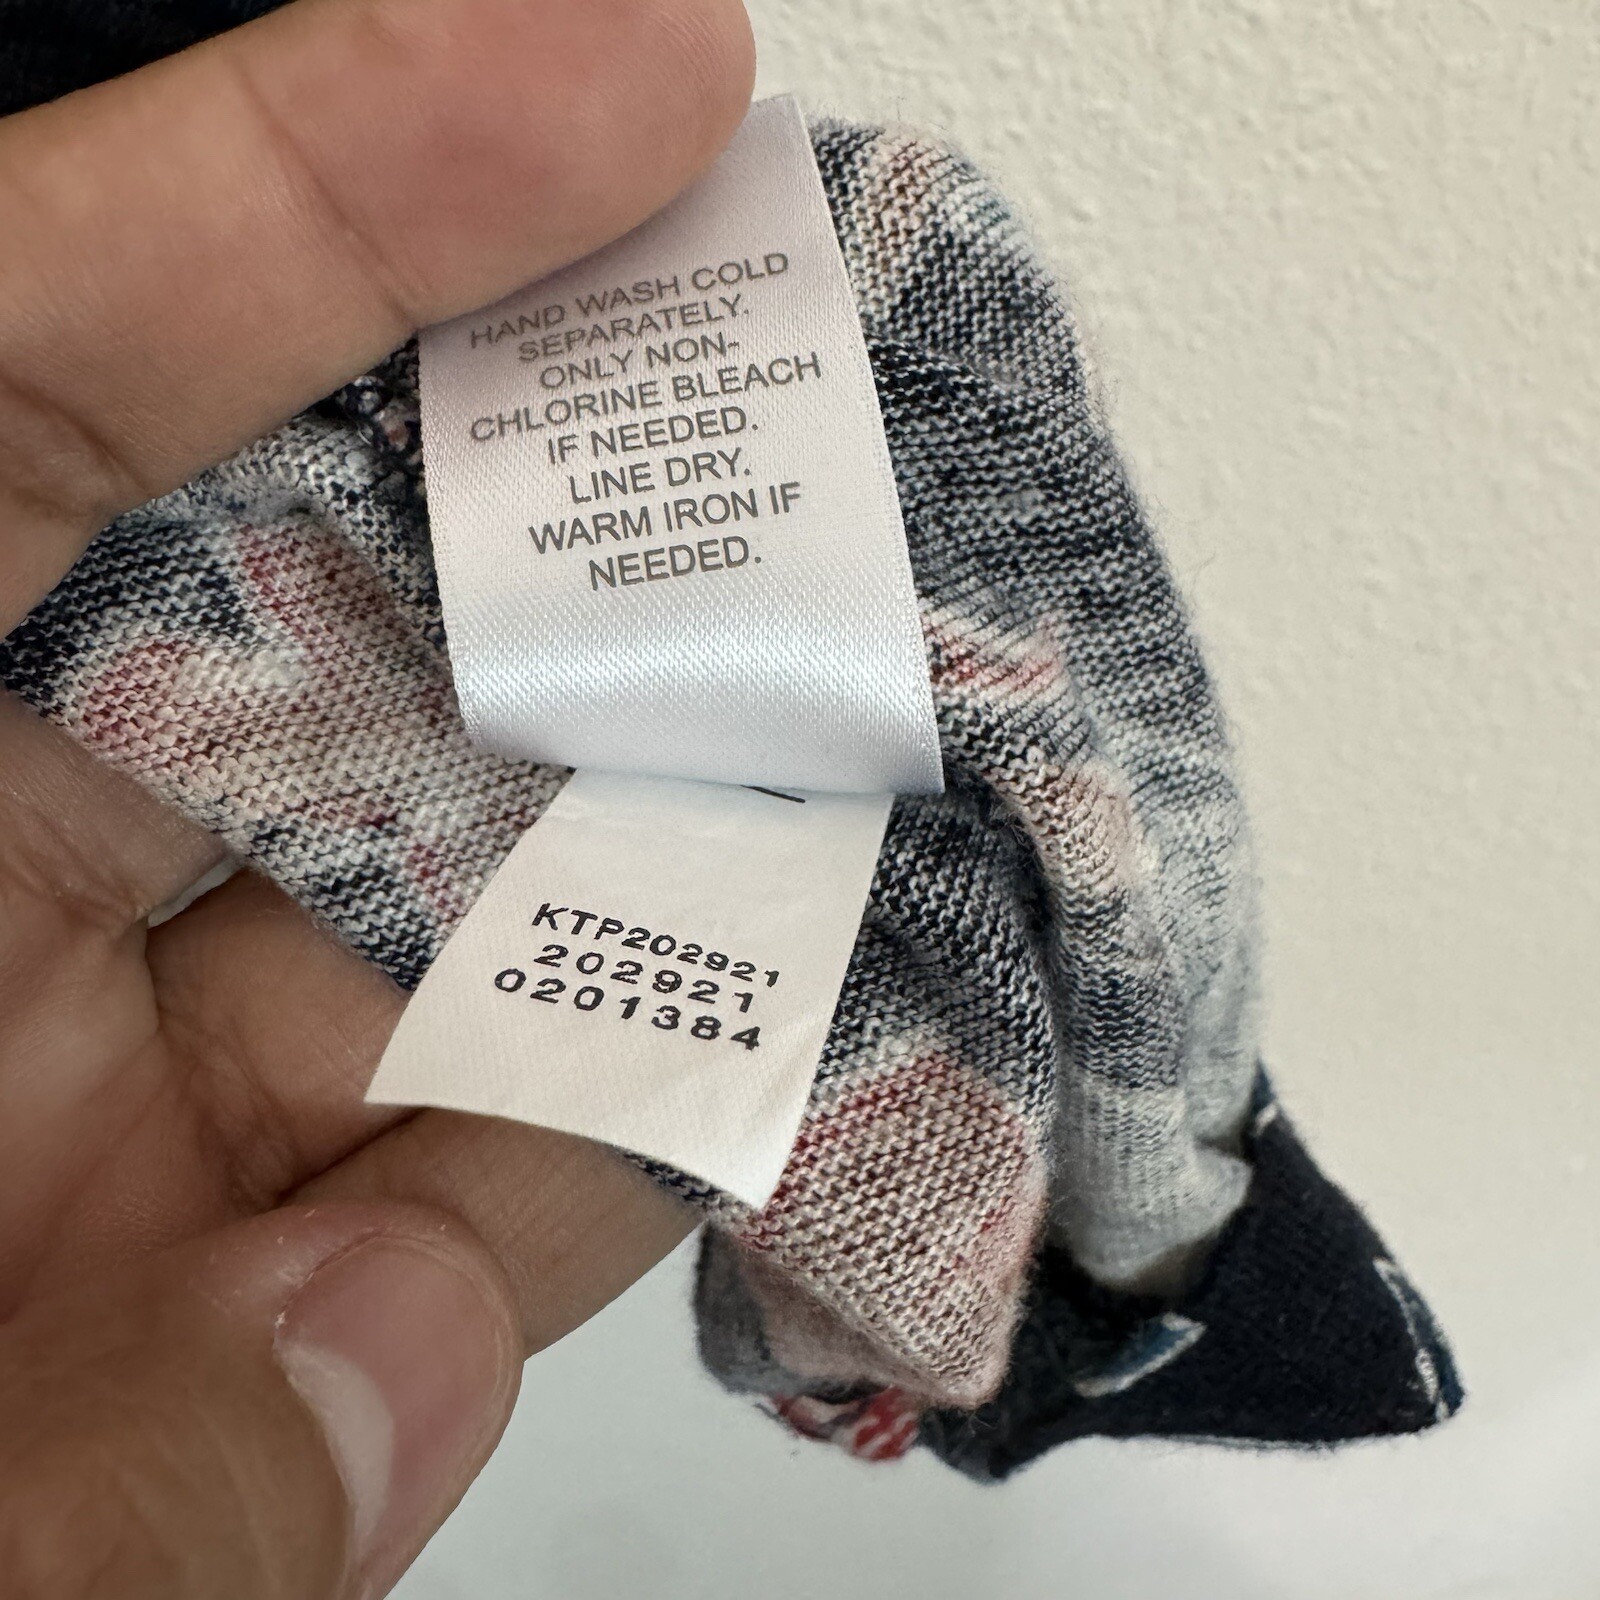 HAND WASH COLD
SEPARATELY.
ONLY NON-
CHLORINE BLEACH
IF NEEDED.
LINE DRY.
WARM IRON IF
NEEDED.
KTP202921
202921
0201384